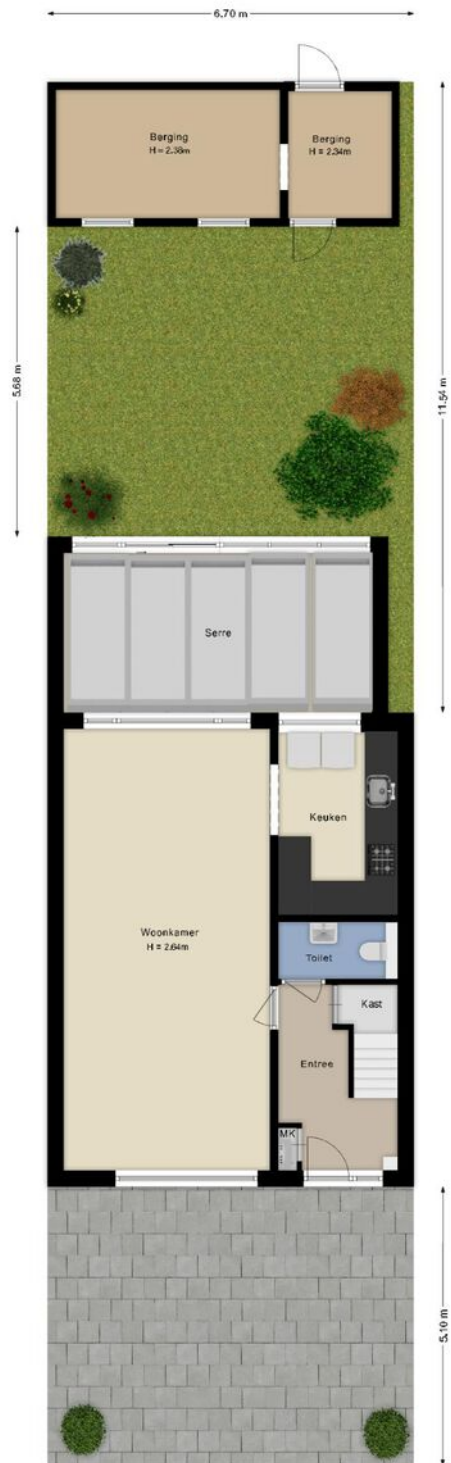 6.70 m
Berging
H = 2.38m
Berging
H = 2.34m
5.68 m
11.54 m
Serre
Keuken
Woonkamer
H = 2.64m
Toilet
Kast
Entree
MK
5.10 m